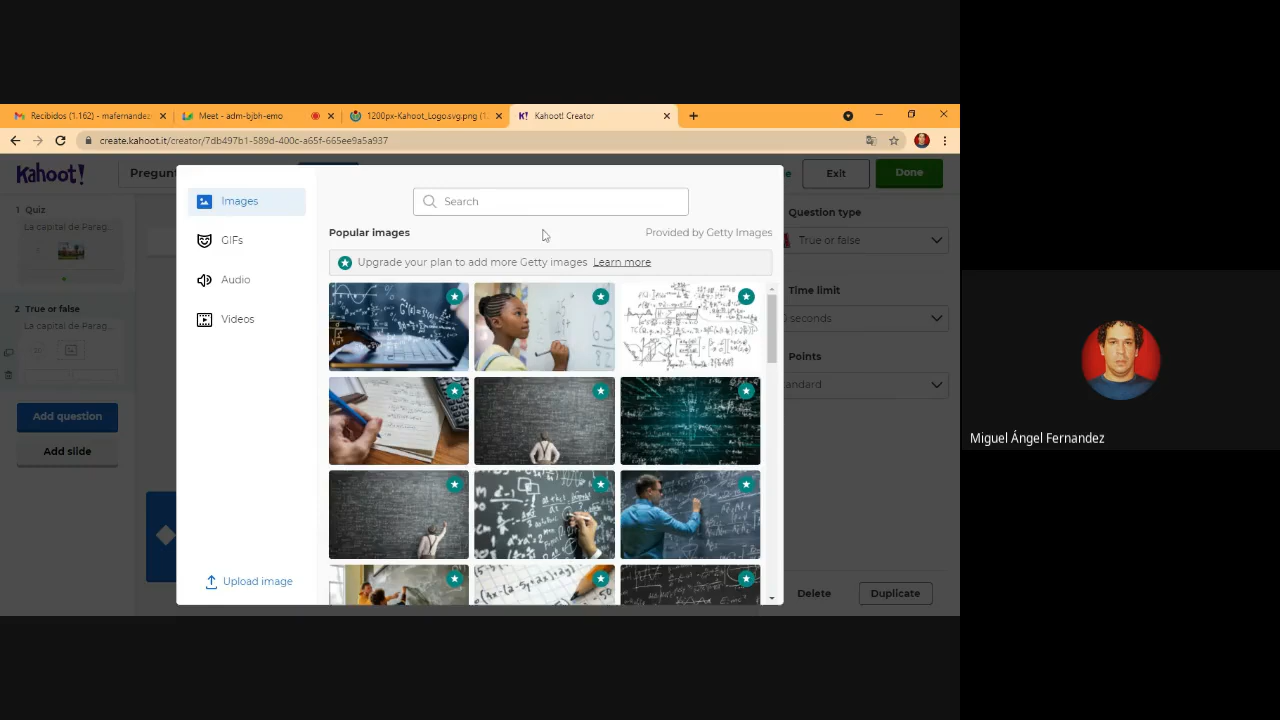 Recibidos (1.162) - mafernandez
Meet - adm-bjbh-emo
1200px-Kahoot_Logo.svg.png (1
K! Kahoot! Creator
create.kahoot.it/creator/7db497b1-589d-400c-a65f-665ee9a5a937
Kahoot!
Pregun
Exit
Done
1 Quiz
La capital de Parag...
2 True or false
La capital de Parag...
Add question
Add slide
Images
GIFs
Audio
Videos
Upload image
Search
Popular images
Provided by Getty Images
Upgrade your plan to add more Getty images Learn more
Question type
True or false
Time limit
seconds
Points
andard
Delete
Duplicate
Miguel Ángel Fernandez